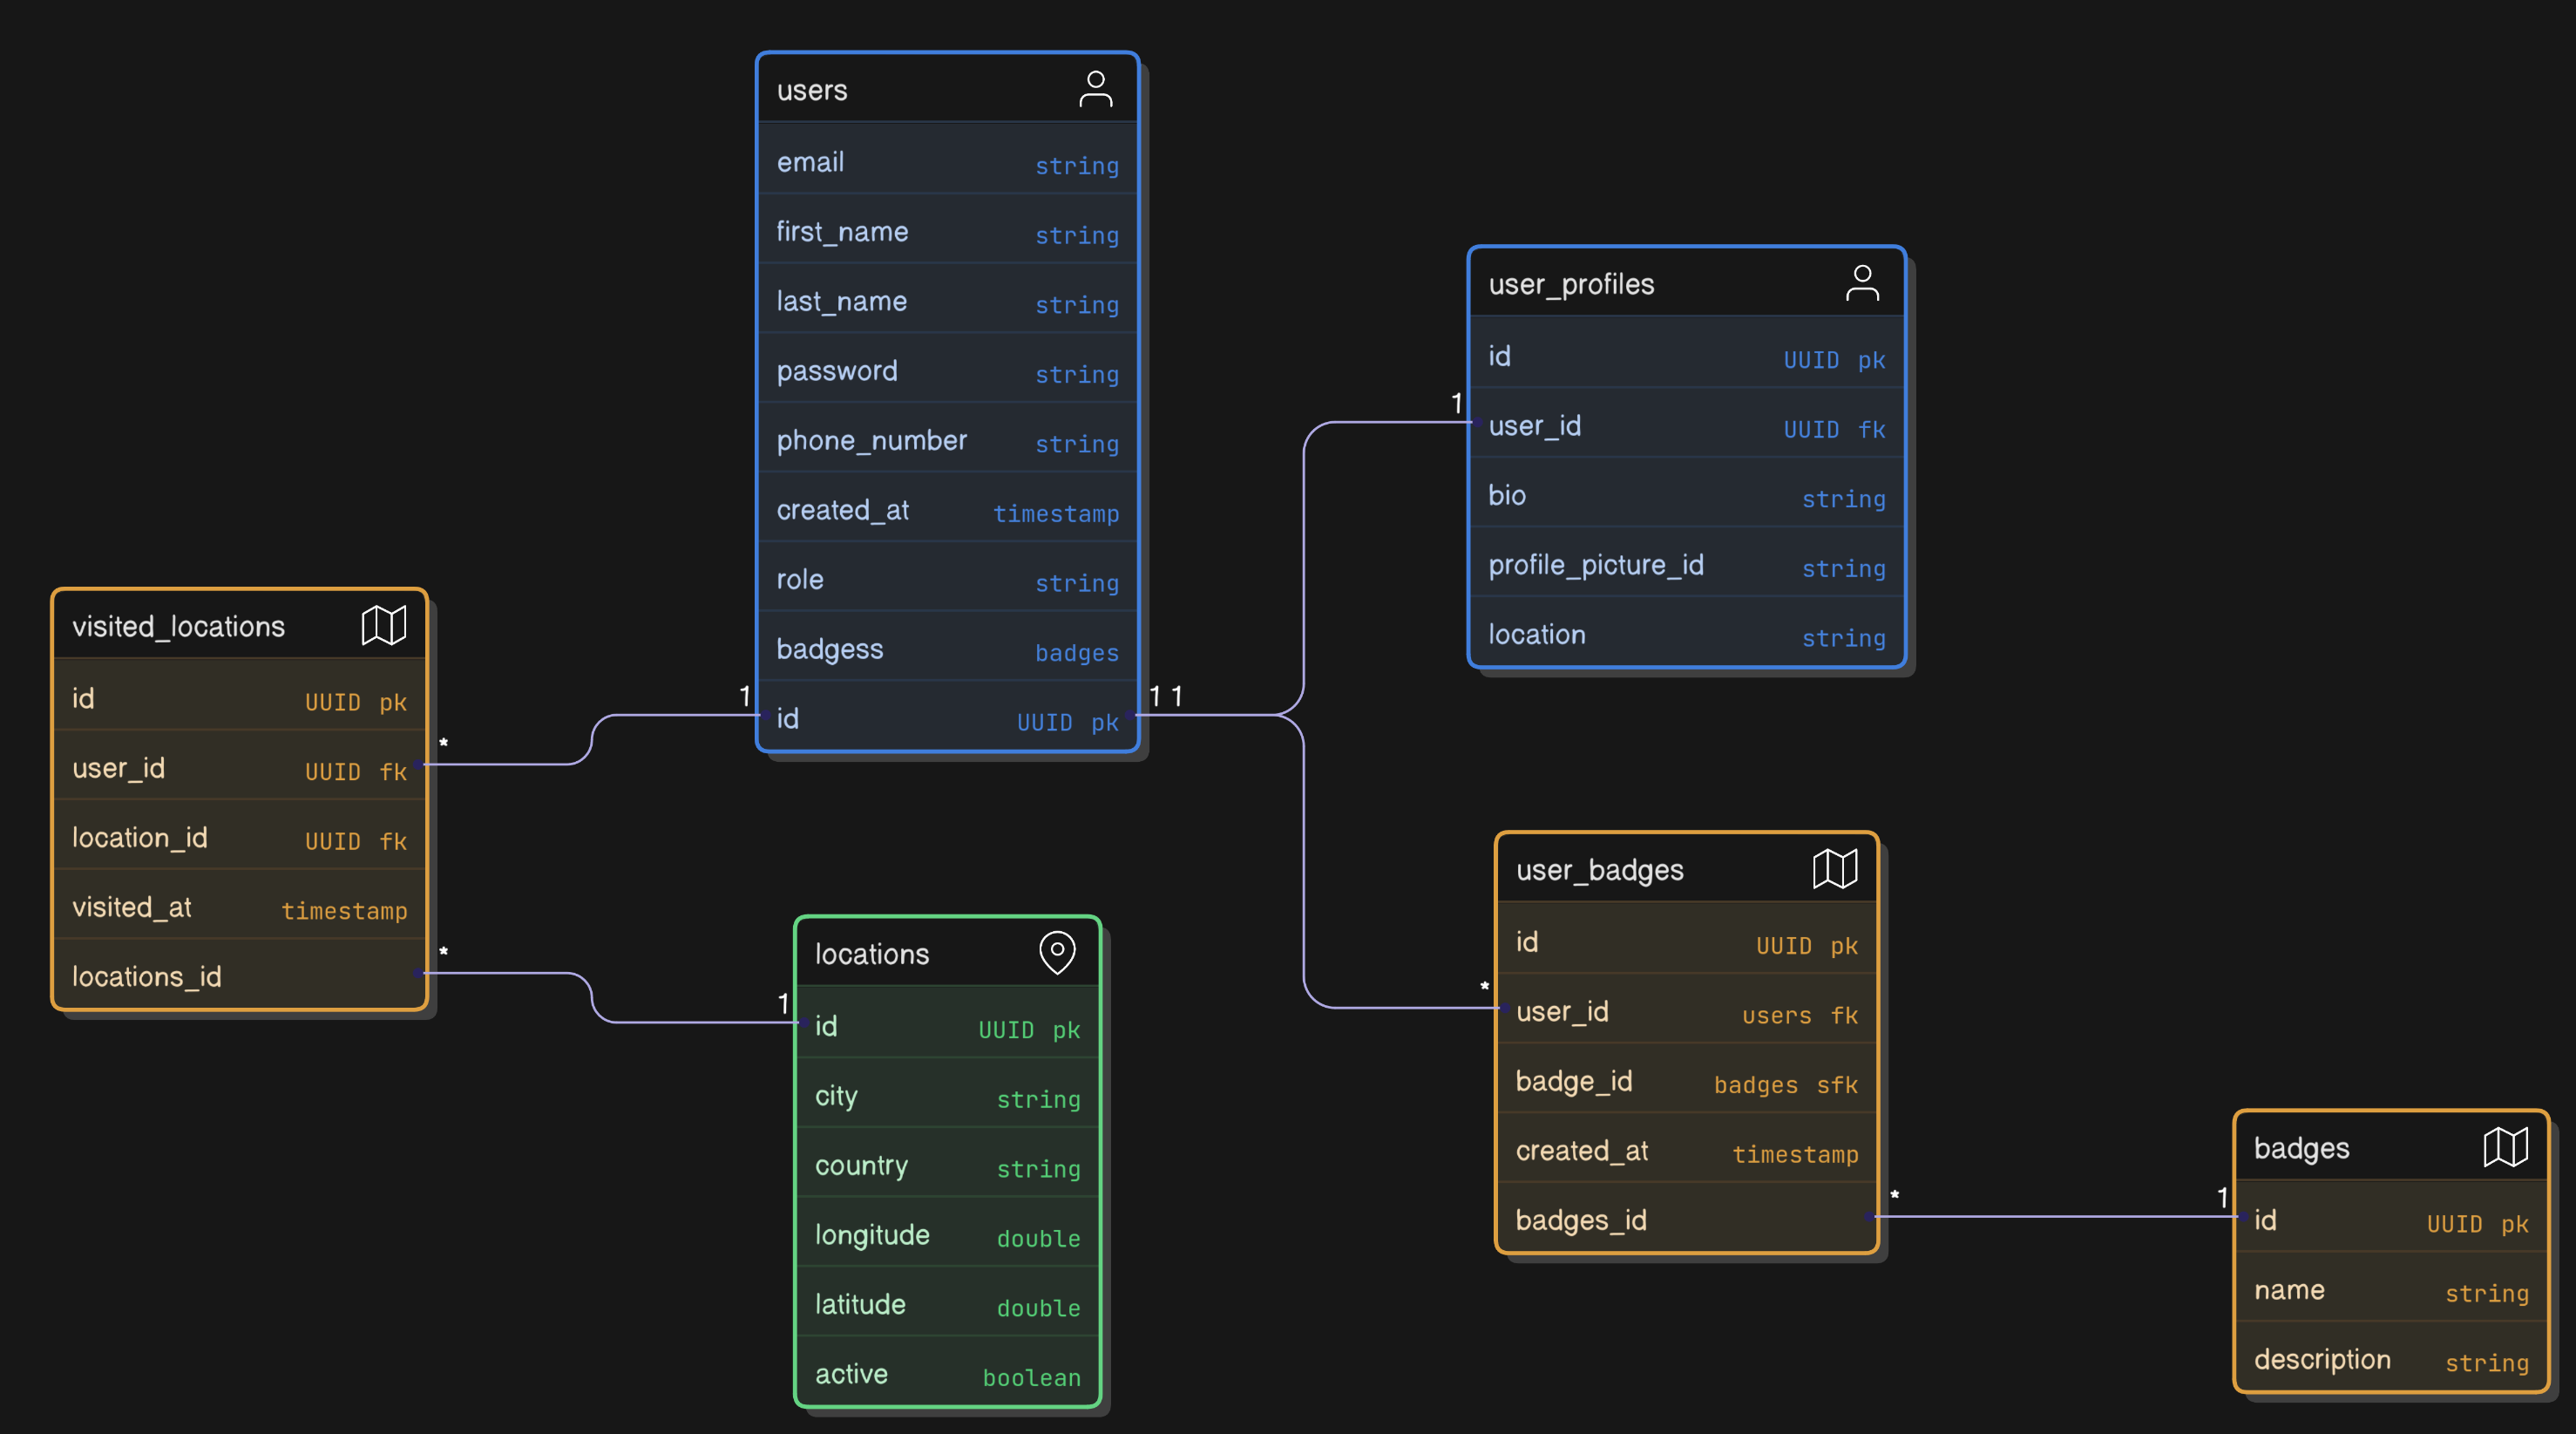 users
email string
first_name string
last_name string
password string
phone_number string
created_at timestamp
role string
badgess badges
1 id UUID pk 1 1
user_profiles
id UUID pk
1 user_id UUID fk
bio string
profile_picture_id string
location string
visited_locations
id UUID pk
user_id UUID fk *
location_id UUID fk
visited_at timestamp
locations_id *
locations
1 id UUID pk
city string
country string
longitude double
latitude double
active boolean
user_badges
id UUID pk
* user_id users fk
badge_id badges sfk
created_at timestamp
badges_id *
badges
1 id UUID pk
name string
description string